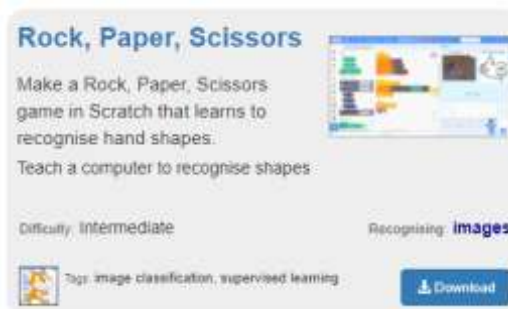 Rock, Paper, Scissors
Make a Rock, Paper, Scissors
game in Scratch that learns to
recognise hand shapes.
Teach a computer to recognise shapes
Difficulty: Intermediate
Recognising: images
Tags: image classification, supervised learning
Download